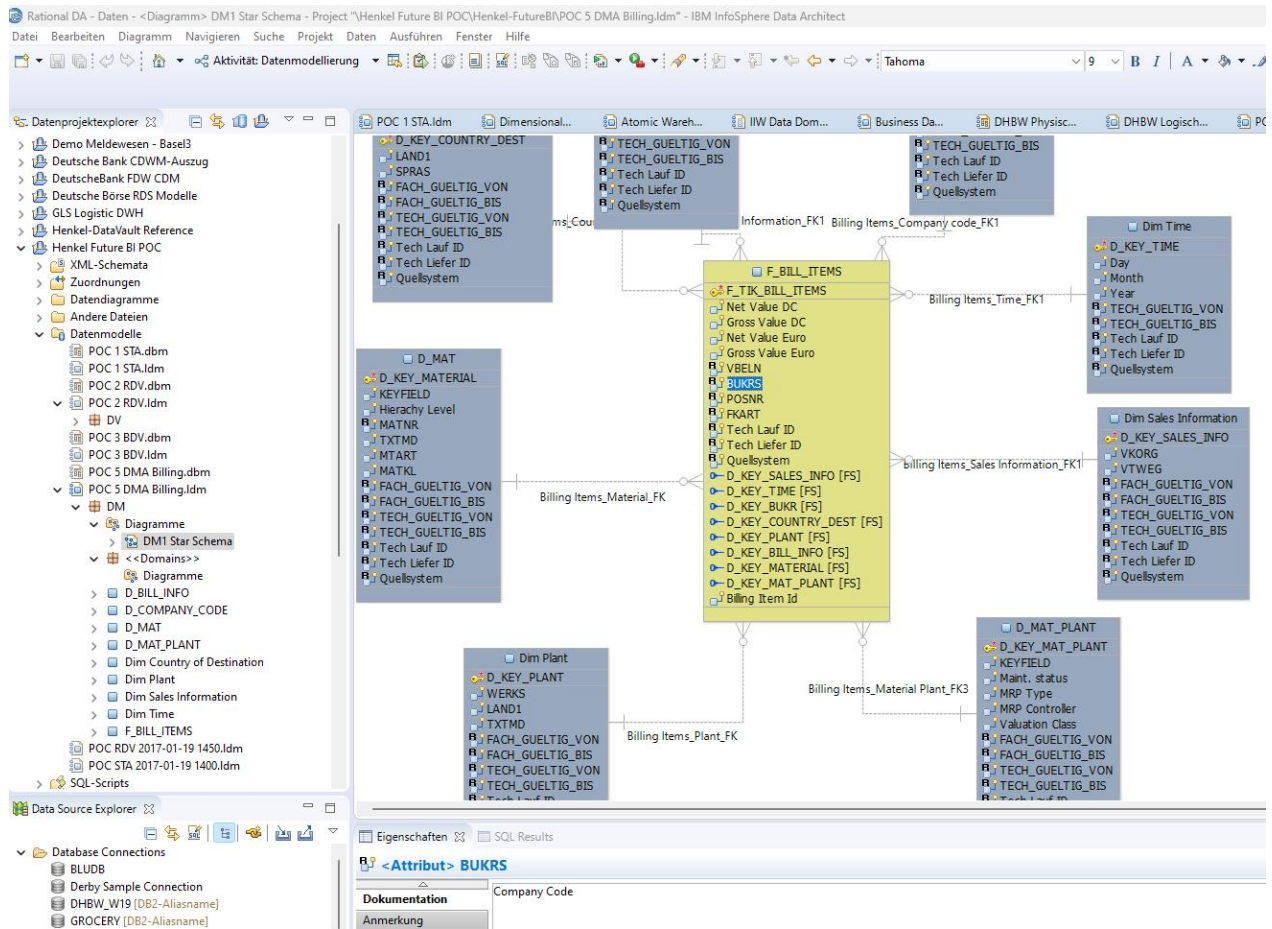 Rational DA - Daten - <Diagramm> DM1 Star Schema - Project "\Henkel Future BI POC\Henkel-FutureBI\POC 5 DMA Billing.ldm" - IBM InfoSphere Data Architect
Datei Bearbeiten Diagramm Navigieren Suche Projekt Daten Ausführen Fenster Hilfe
Aktivität: Datenmodellierung Tahoma 9 B I A
Datenprojektexplorer
Demo Meldewesen - Basel3
Deutsche Bank CDWM-Auszug
DeutscheBank FDW CDM
Deutsche Börse RDS Modelle
GLS Logistic DWH
Henkel-DataVault Reference
Henkel Future BI POC
XML-Schemata
Zuordnungen
Datendiagramme
Andere Dateien
Datenmodelle
POC 1 STA.dbm
POC 1 STA.ldm
POC 2 RDV.dbm
POC 2 RDV.ldm
DV
POC 3 BDV.dbm
POC 3 BDV.ldm
POC 5 DMA Billing.dbm
POC 5 DMA Billing.ldm
DM
Diagramme
DM1 Star Schema
<<Domains>>
Diagramme
D_BILL_INFO
D_COMPANY_CODE
D_MAT
D_MAT_PLANT
Dim Country of Destination
Dim Plant
Dim Sales Information
Dim Time
F_BILL_ITEMS
POC RDV 2017-01-19 1450.ldm
POC STA 2017-01-19 1400.ldm
SQL-Scripts
Data Source Explorer
Database Connections
BLUDB
Derby Sample Connection
DHBW_W19 [DB2-Aliasname]
GROCERY [DB2-Aliasname]
POC 1 STA.ldm Dimensional... Atomic Wareh... IIW Data Dom... Business Da... DHBW Physisc... DHBW Logisch... PC
D_KEY_COUNTRY_DEST
LAND1
SPRAS
FACH_GUELTIG_VON
FACH_GUELTIG_BIS
TECH_GUELTIG_VON
TECH_GUELTIG_BIS
Tech Lauf ID
Tech Liefer ID
Quellsystem
TECH_GUELTIG_VON
TECH_GUELTIG_BIS
Tech Lauf ID
Tech Liefer ID
Quellsystem
TECH_GUELTIG_VON
TECH_GUELTIG_BIS
Tech Lauf ID
Tech Liefer ID
Quellsystem
ms_Cou
Information_FK1
Billing Items_Company code_FK1
Dim Time
D_KEY_TIME
Day
Month
Year
TECH_GUELTIG_VON
TECH_GUELTIG_BIS
Tech Lauf ID
Tech Liefer ID
Quellsystem
Billing Items_Time_FK1
F_BILL_ITEMS
F_TIK_BILL_ITEMS
Net Value DC
Gross Value DC
Net Value Euro
Gross Value Euro
VBELN
BUKRS
POSNR
FKART
Tech Lauf ID
Tech Liefer ID
Quellsystem
D_KEY_SALES_INFO [FS]
D_KEY_TIME [FS]
D_KEY_BUKR [FS]
D_KEY_COUNTRY_DEST [FS]
D_KEY_PLANT [FS]
D_KEY_BILL_INFO [FS]
D_KEY_MATERIAL [FS]
D_KEY_MAT_PLANT [FS]
Billing Item Id
D_MAT
D_KEY_MATERIAL
KEYFIELD
Hierachy Level
MATNR
TXTMD
MTART
MATKL
FACH_GUELTIG_VON
FACH_GUELTIG_BIS
TECH_GUELTIG_VON
TECH_GUELTIG_BIS
Tech Lauf ID
Tech Liefer ID
Quellsystem
Billing Items_Material_FK
Dim Sales Information
D_KEY_SALES_INFO
VKORG
VTWEG
FACH_GUELTIG_VON
FACH_GUELTIG_BIS
TECH_GUELTIG_VON
TECH_GUELTIG_BIS
Tech Lauf ID
Tech Liefer ID
Quellsystem
Billing Items_Sales Information_FK1
Dim Plant
D_KEY_PLANT
WERKS
LAND1
TXTMD
FACH_GUELTIG_VON
FACH_GUELTIG_BIS
TECH_GUELTIG_VON
TECH_GUELTIG_BIS
Tech Lauf ID
Billing Items_Plant_FK
Billing Items_Material Plant_FK3
D_MAT_PLANT
D_KEY_MAT_PLANT
KEYFIELD
Maint. status
MRP Type
MRP Controller
Valuation Class
FACH_GUELTIG_VON
FACH_GUELTIG_BIS
TECH_GUELTIG_VON
TECH_GUELTIG_BIS
Tech Lauf ID
Eigenschaften SQL Results
<Attribut> BUKRS
Dokumentation
Company Code
Anmerkung